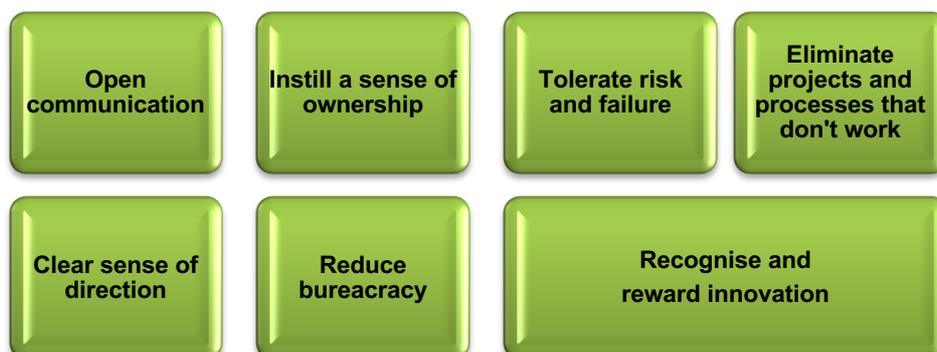 Open
communication
Instill a sense of
ownership
Tolerate risk
and failure
Eliminate
projects and
processes that
don't work
Clear sense of
direction
Reduce
bureacracy
Recognise and
reward innovation